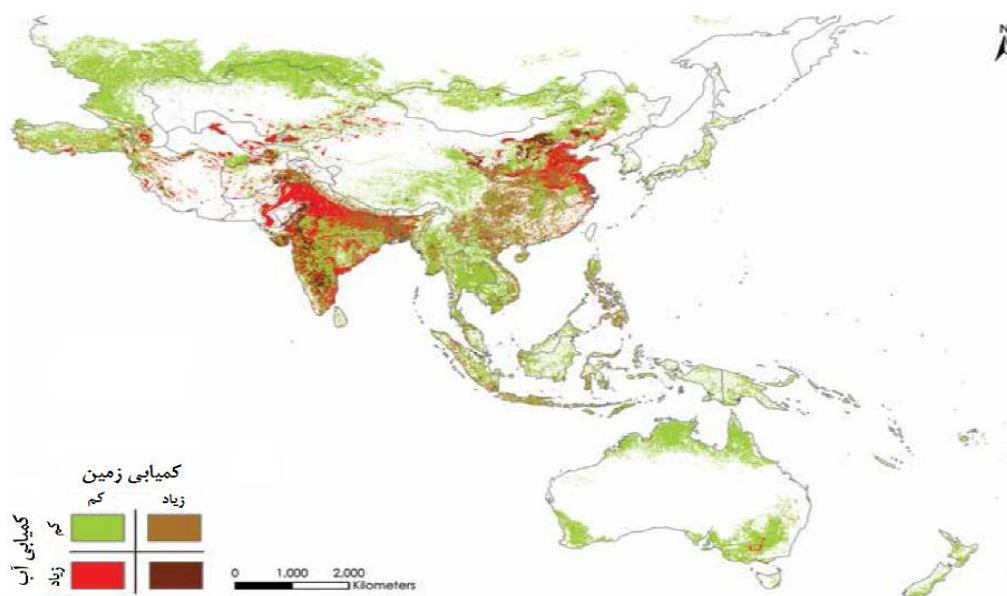 N
کمیابی زمین
کم
زیاد
کمیابی آب
کم
زیاد
0 1,000 2,000
Kilometers